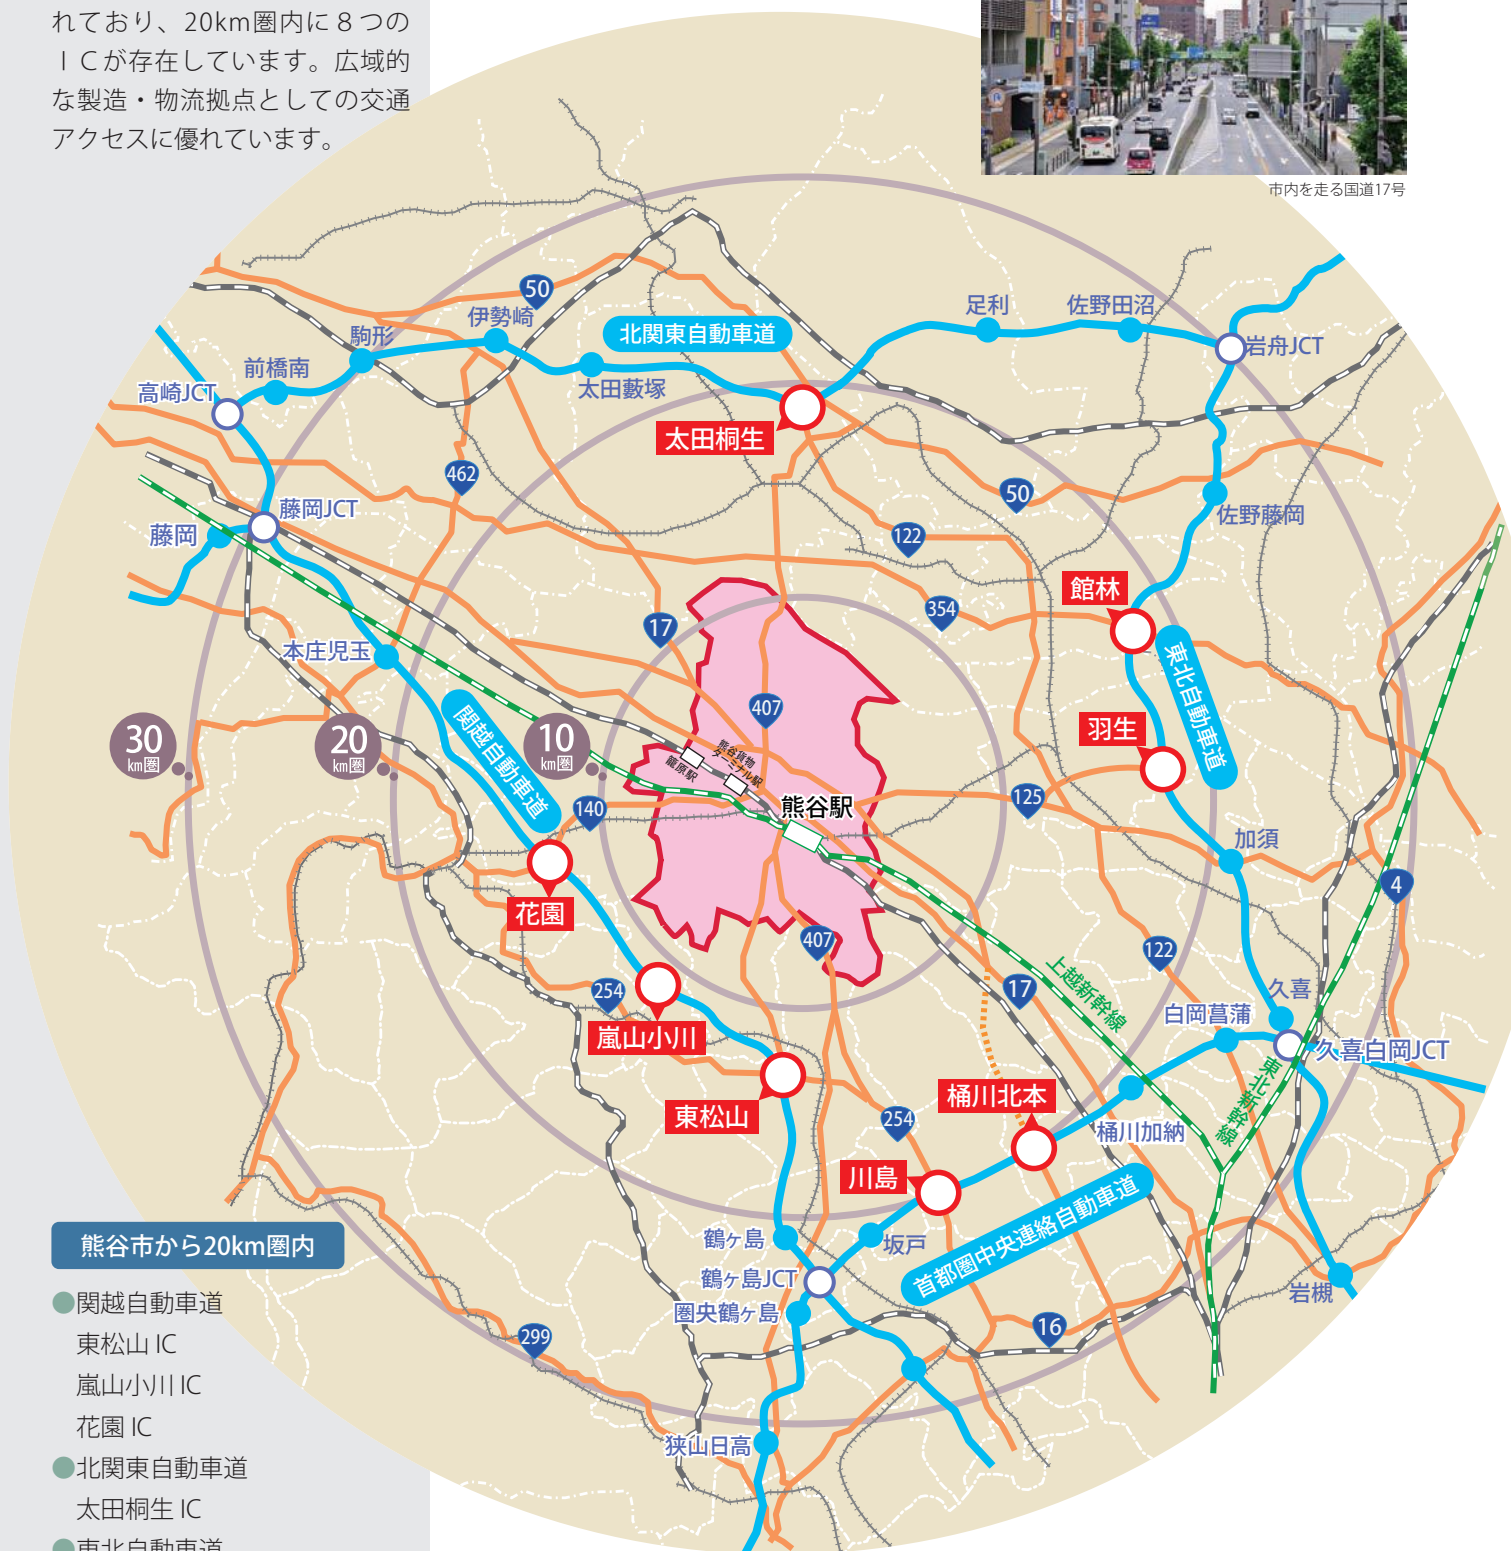 れており、20km圏内に８つの
ＩＣが存在しています。広域的
な製造・物流拠点としての交通
アクセスに優れています。
市内を走る国道17号
50
伊勢崎
駒形
前橋南
高崎JCT
北関東自動車道
太田藪塚
足利
佐野田沼
岩舟JCT
太田桐生
462
50
佐野藤岡
藤岡JCT
藤岡
122
館林
354
17
本庄児玉
東北自動車道
407
羽生
関越自動車道
30
km圏
20
km圏
10
km圏
熊谷貨物
ターミナル駅
籠原駅
熊谷駅
140
125
加須
4
花園
407
122
254
17
上越新幹線
久喜
白岡菖蒲
嵐山小川
久喜白岡JCT
東北新幹線
桶川北本
東松山
254
桶川加納
川島
首都圏中央連絡自動車道
鶴ヶ島
坂戸
鶴ヶ島JCT
岩槻
圏央鶴ヶ島
16
299
狭山日高
熊谷市から20km圏内
●関越自動車道
東松山 IC
嵐山小川 IC
花園 IC
●北関東自動車道
太田桐生 IC
●東北自動車道